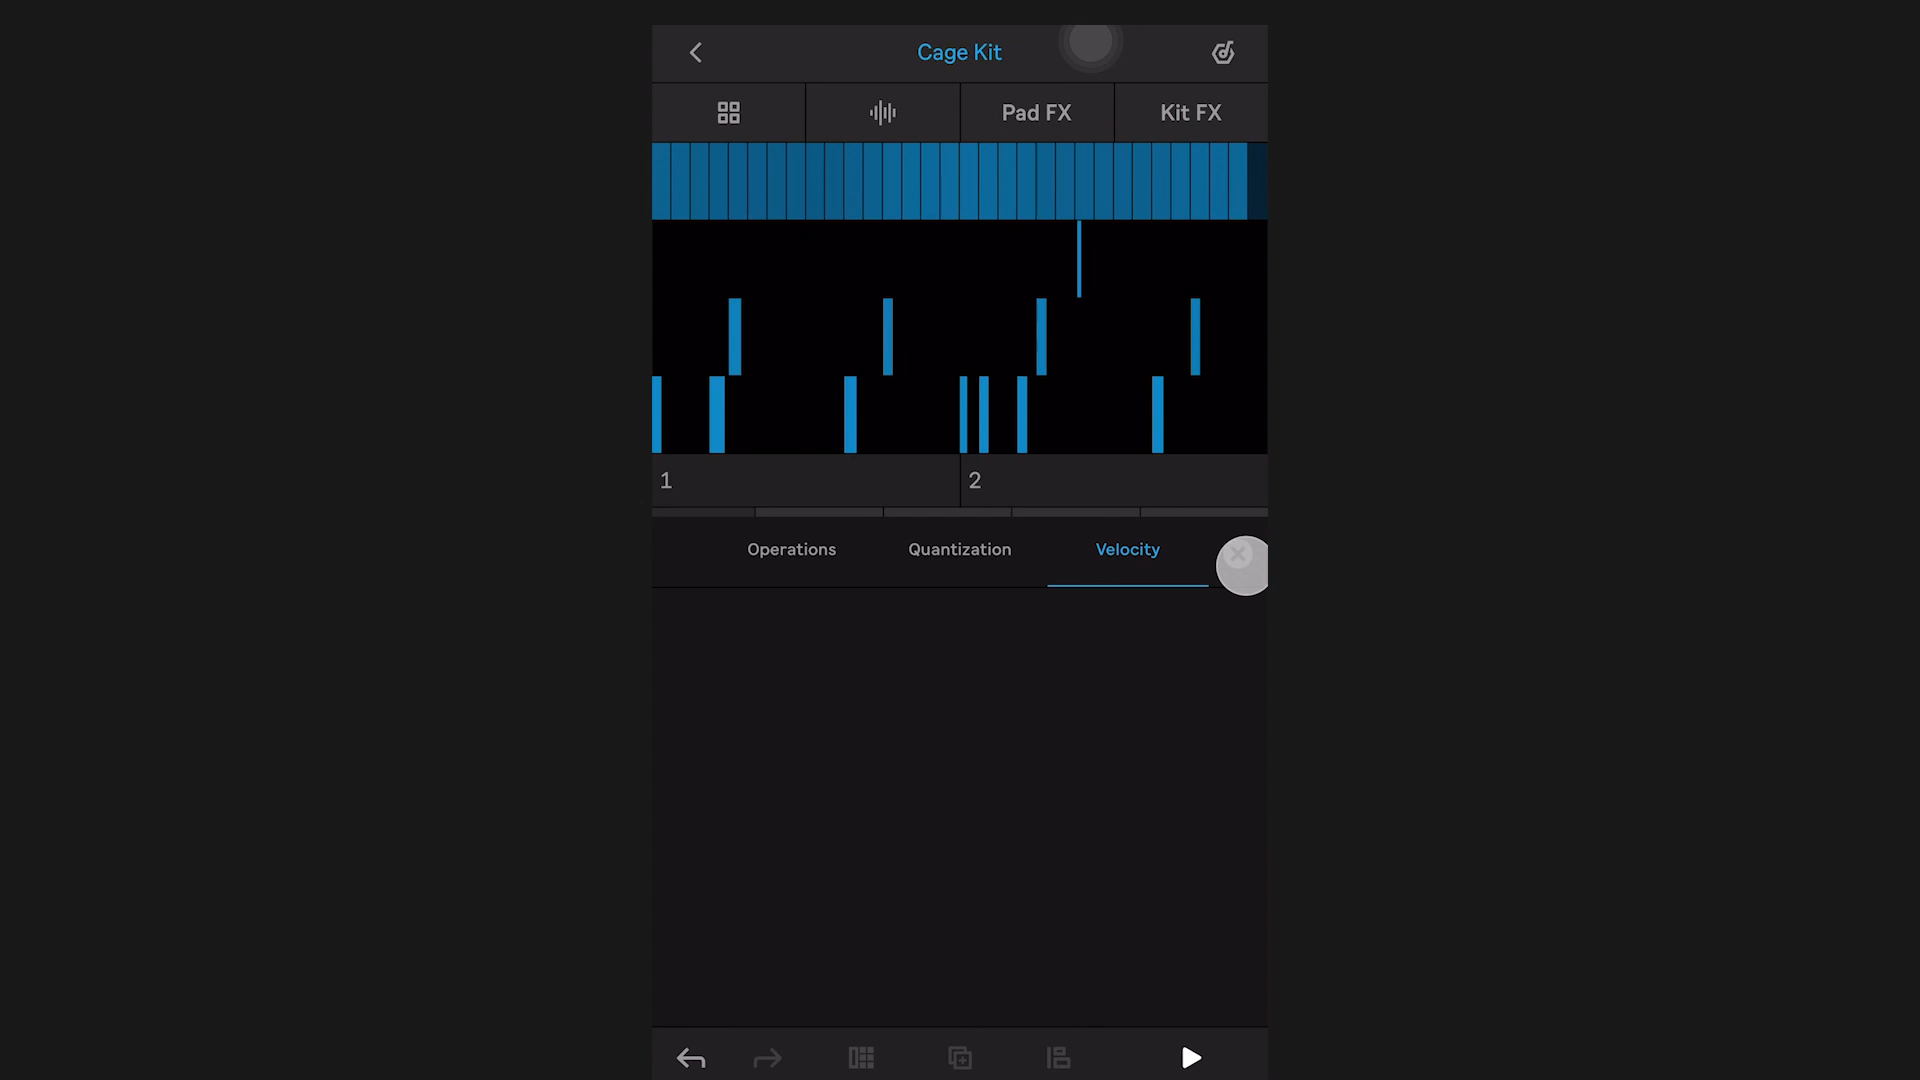 Cage Kit
Pad FX
Kit FX
1
2
Operations
Quantization
Velocity